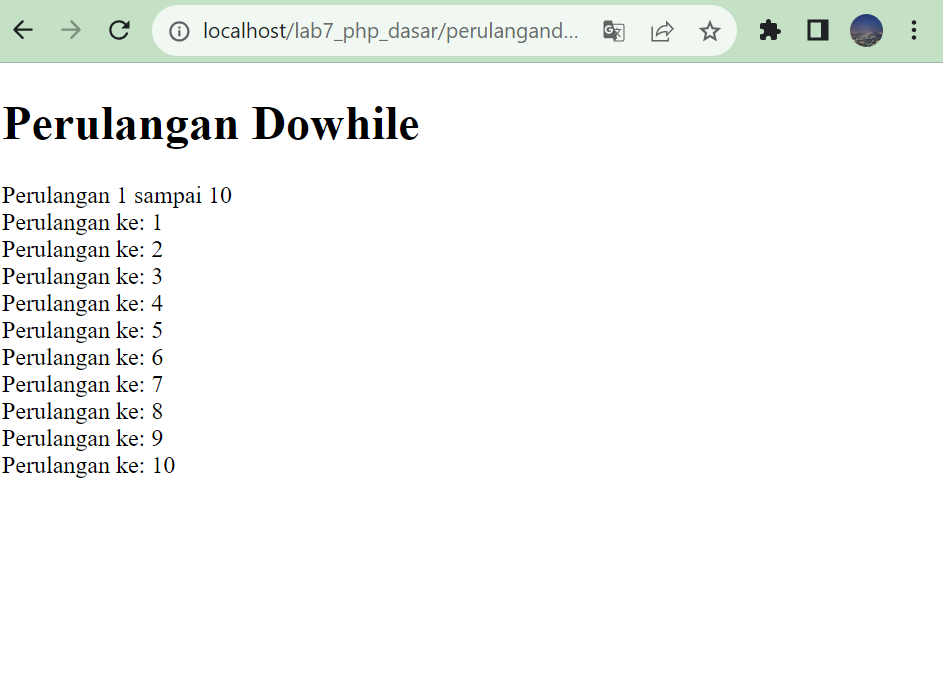 localhost/lab7_php_dasar/perulangand...
Perulangan Dowhile
Perulangan 1 sampai 10
Perulangan ke: 1
Perulangan ke: 2
Perulangan ke: 3
Perulangan ke: 4
Perulangan ke: 5
Perulangan ke: 6
Perulangan ke: 7
Perulangan ke: 8
Perulangan ke: 9
Perulangan ke: 10